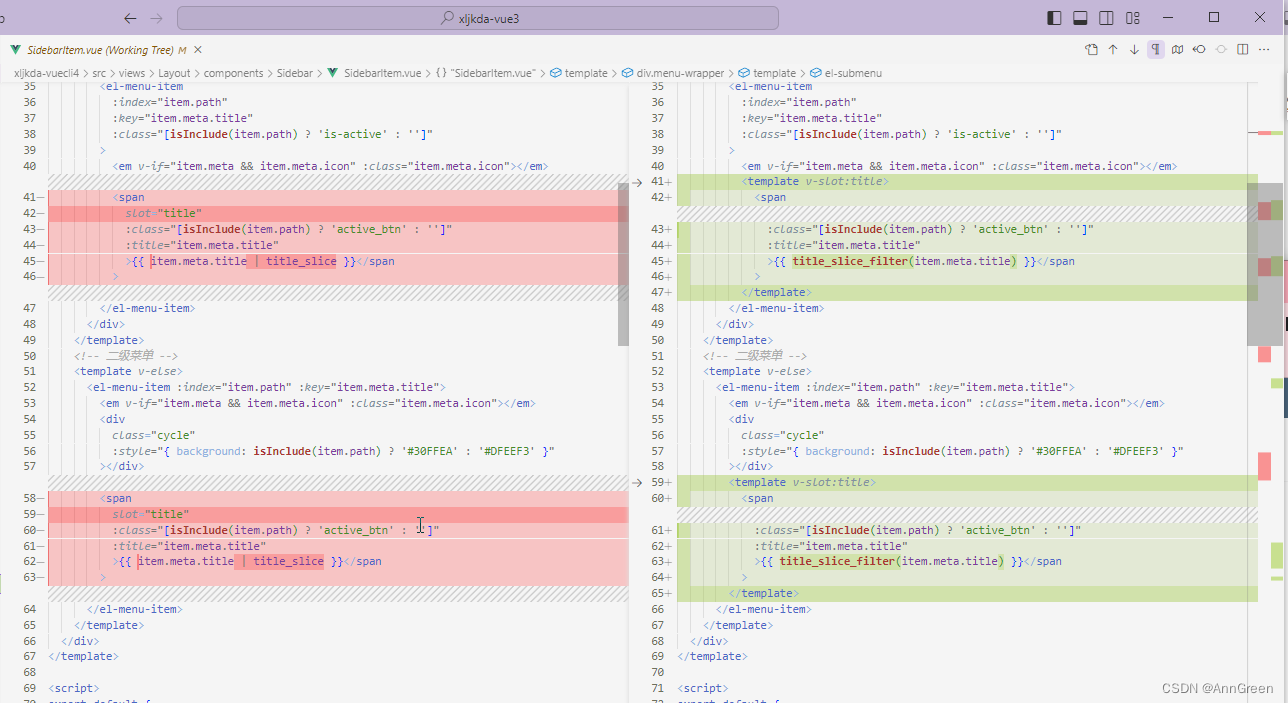 xljkda-vue3
SidebarItem.vue (Working Tree) M
xljkda-vuecli4 > src > views > Layout > components > Sidebar > SidebarItem.vue > {} "SidebarItem.vue" > template > div.menu-wrapper > template > el-submenu
35 <el-menu-item
36 :index="item.path"
37 :key="item.meta.title"
38 :class="[isInclude(item.path) ? 'is-active' : '']"
39 >
40 <em v-if="item.meta && item.meta.icon" :class="item.meta.icon"></em>
41— <span
42— slot="title"
43— :class="[isInclude(item.path) ? 'active_btn' : '']"
44— :title="item.meta.title"
45— >{{ item.meta.title | title_slice }}</span
46— >
47 </el-menu-item>
48 </div>
49 </template>
50 <!-- 二级菜单 -->
51 <template v-else>
52 <el-menu-item :index="item.path" :key="item.meta.title">
53 <em v-if="item.meta && item.meta.icon" :class="item.meta.icon"></em>
54 <div
55 class="cycle"
56 :style="{ background: isInclude(item.path) ? '#30FFEA' : '#DFEEF3' }"
57 ></div>
58— <span
59— slot="title"
60— :class="[isInclude(item.path) ? 'active_btn' : '']"
61— :title="item.meta.title"
62— >{{ item.meta.title | title_slice }}</span
63— >
64 </el-menu-item>
65 </template>
66 </div>
67 </template>
68
69 <script>
70 export default {
35 <el-menu-item
36 :index="item.path"
37 :key="item.meta.title"
38 :class="[isInclude(item.path) ? 'is-active' : '']"
39 >
40 <em v-if="item.meta && item.meta.icon" :class="item.meta.icon"></em>
41+ <template v-slot:title>
42+ <span
43+ :class="[isInclude(item.path) ? 'active_btn' : '']"
44+ :title="item.meta.title"
45+ >{{ title_slice_filter(item.meta.title) }}</span
46+ >
47+ </template>
48 </el-menu-item>
49 </div>
50 </template>
51 <!-- 二级菜单 -->
52 <template v-else>
53 <el-menu-item :index="item.path" :key="item.meta.title">
54 <em v-if="item.meta && item.meta.icon" :class="item.meta.icon"></em>
55 <div
56 class="cycle"
57 :style="{ background: isInclude(item.path) ? '#30FFEA' : '#DFEEF3' }"
58 ></div>
59+ <template v-slot:title>
60+ <span
61+ :class="[isInclude(item.path) ? 'active_btn' : '']"
62+ :title="item.meta.title"
63+ >{{ title_slice_filter(item.meta.title) }}</span
64+ >
65+ </template>
66 </el-menu-item>
67 </template>
68 </div>
69 </template>
70
71 <script>
72 export default {
CSDN @AnnGreen